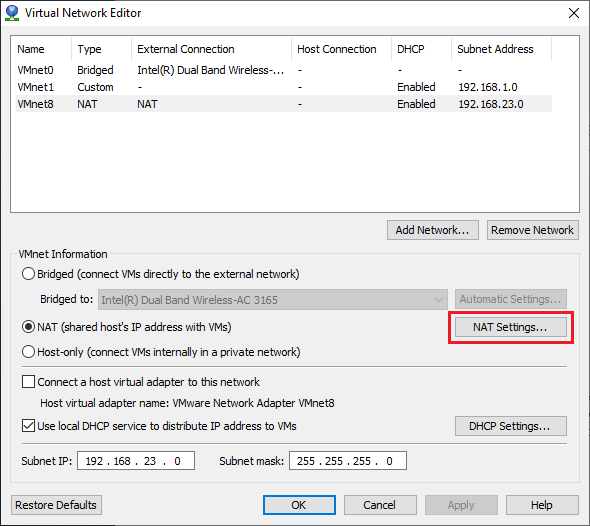 Virtual Network Editor
Name Type External Connection Host Connection DHCP Subnet Address
VMnet0 Bridged Intel(R) Dual Band Wireless-... - - -
VMnet1 Custom - - Enabled 192.168.1.0
VMnet8 NAT NAT - Enabled 192.168.23.0
Add Network... Remove Network
VMnet Information
Bridged (connect VMs directly to the external network)
Bridged to: Intel(R) Dual Band Wireless-AC 3165 Automatic Settings...
NAT (shared host's IP address with VMs) NAT Settings...
Host-only (connect VMs internally in a private network)
Connect a host virtual adapter to this network
Host virtual adapter name: VMware Network Adapter VMnet8
Use local DHCP service to distribute IP address to VMs DHCP Settings...
Subnet IP: 192 . 168 . 23 . 0 Subnet mask: 255 . 255 . 255 . 0
Restore Defaults OK Cancel Apply Help